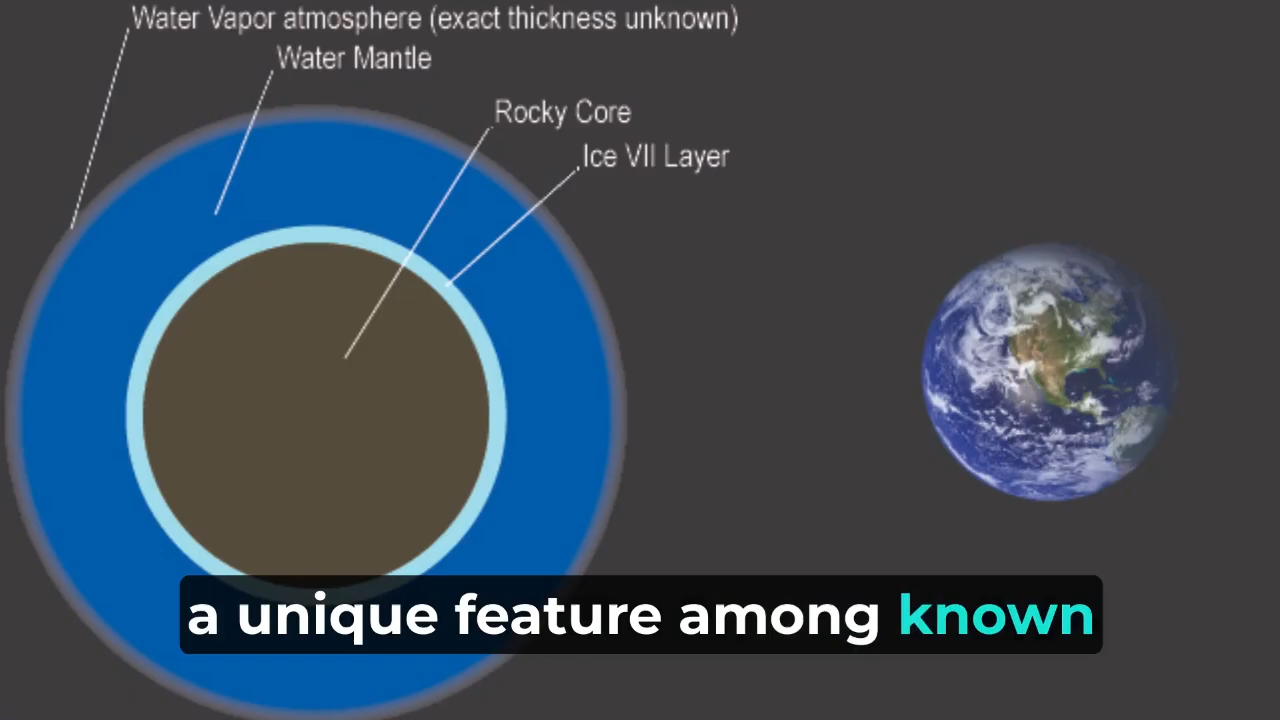 Water Vapor atmosphere (exact thickness unknown)
Water Mantle
Rocky Core
Ice VII Layer
a unique feature among known